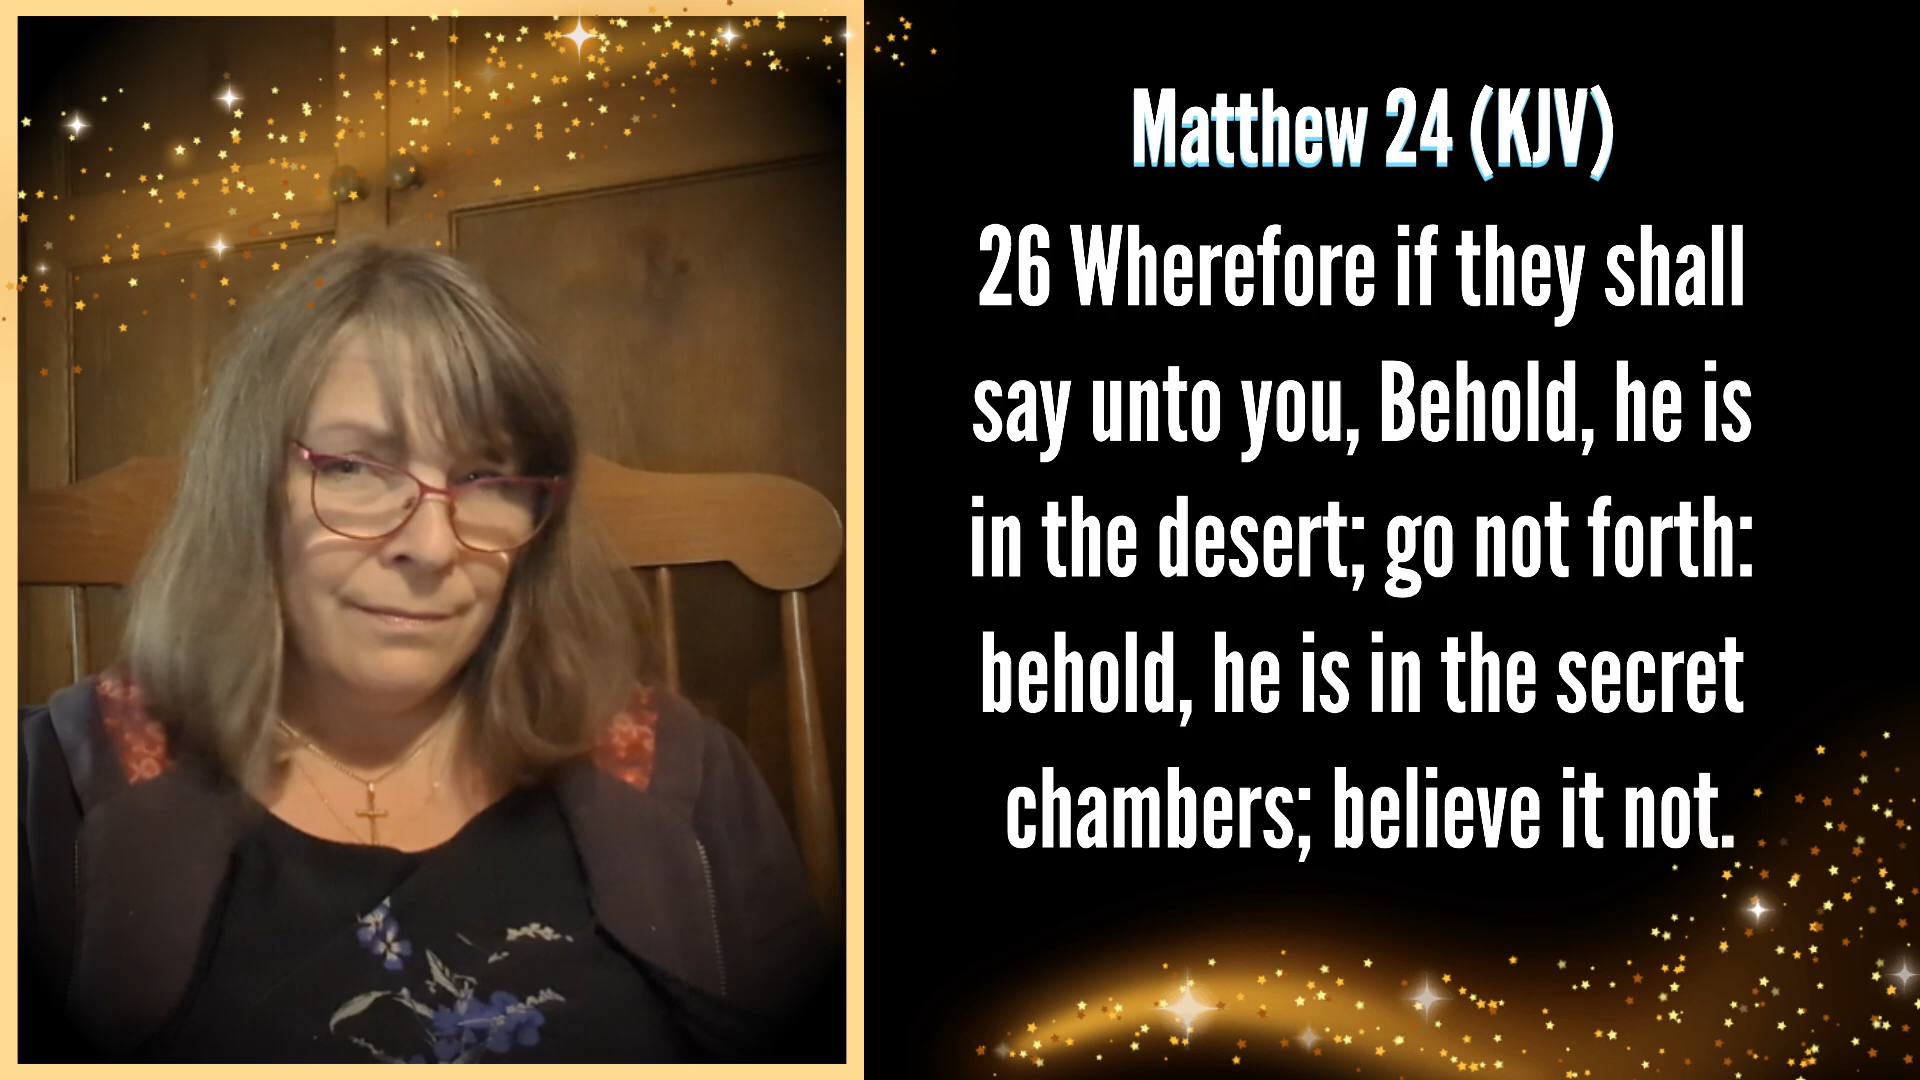 Matthew 24 (KJV)
26 Wherefore if they shall
say unto you, Behold, he is
in the desert; go not forth:
behold, he is in the secret
chambers; believe it not.